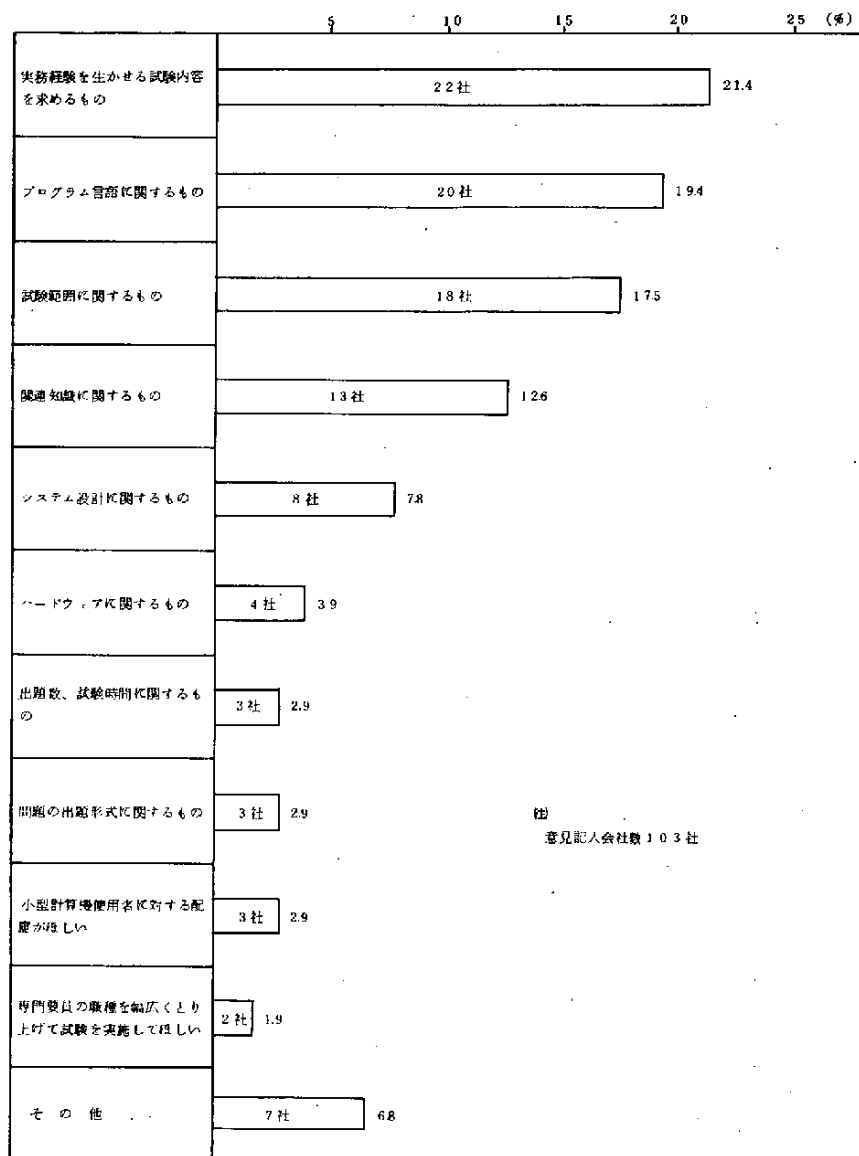 5 10 15 20 25 (%)
実務経験を生かせる試験内容
を求めるもの
22社
21.4
プログラム言語に関するもの
20社
19.4
試験範囲に関するもの
18社
17.5
関連知識に関するもの
13社
12.6
システム設計に関するもの
8社
7.8
ハードウェアに関するもの
4社
3.9
出題数、試験時間に関するも
の
3社
2.9
問題の出題形式に関するもの
3社
2.9
(注)
意見記入会社数103社
小型計算機使用者に対する配
慮がほしい
3社
2.9
専門要員の職種を幅広くとり
上げて試験を実施してほしい
2社
1.9
その他
7社
6.8